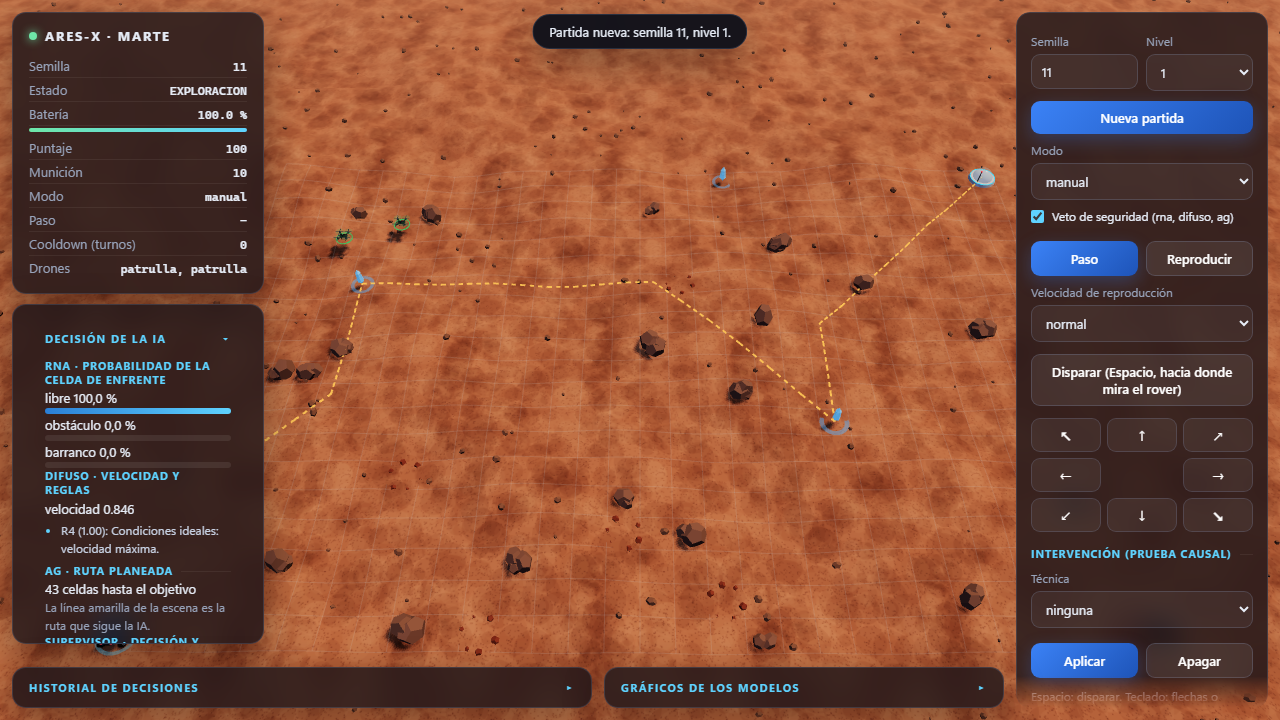 Partida nueva: semilla 11, nivel 1.
ARES-X · MARTE
Semilla 11
Estado EXPLORACION
Batería 100.0 %
Puntaje 100
Munición 10
Modo manual
Paso –
Cooldown (turnos) 0
Drones patrulla, patrulla
DECISIÓN DE LA IA
RNA · PROBABILIDAD DE LA
CELDA DE ENFRENTE
libre 100,0 %
obstáculo 0,0 %
barranco 0,0 %
DIFUSO · VELOCIDAD Y
REGLAS
velocidad 0.846
R4 (1.00): Condiciones ideales:
velocidad máxima.
AG · RUTA PLANEADA
43 celdas hasta el objetivo
La línea amarilla de la escena es la
ruta que sigue la IA.
SUPERVISOR · DECISIÓN Y
HISTORIAL DE DECISIONES
GRÁFICOS DE LOS MODELOS
Semilla Nivel
11 1
Nueva partida
Modo
manual
Veto de seguridad (rna, difuso, ag)
Paso Reproducir
Velocidad de reproducción
normal
Disparar (Espacio, hacia donde
mira el rover)
↖ ↑ ↗
← →
↙ ↓ ↘
INTERVENCIÓN (PRUEBA CAUSAL)
Técnica
ninguna
Aplicar Apagar
Espacio: disparar. Teclado: flechas o